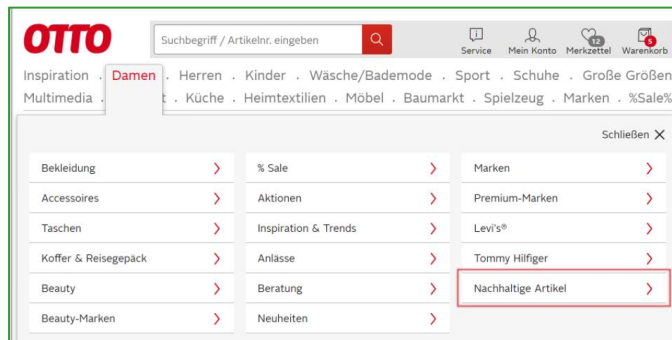 OTTO
Suchbegriff / Artikelnr. eingeben
Service Mein Konto Merkzettel 12 Warenkorb 6
Inspiration . Damen . Herren . Kinder . Wäsche/Bademode . Sport . Schuhe . Große Größen
Multimedia . t . Küche . Heimtextilien . Möbel . Baumarkt . Spielzeug . Marken . %Sale%
Schließen X
Bekleidung % Sale Marken
Accessoires Aktionen Premium-Marken
Taschen Inspiration & Trends Levi's®
Koffer & Reisegepäck Anlässe Tommy Hilfiger
Beauty Beratung Nachhaltige Artikel
Beauty-Marken Neuheiten